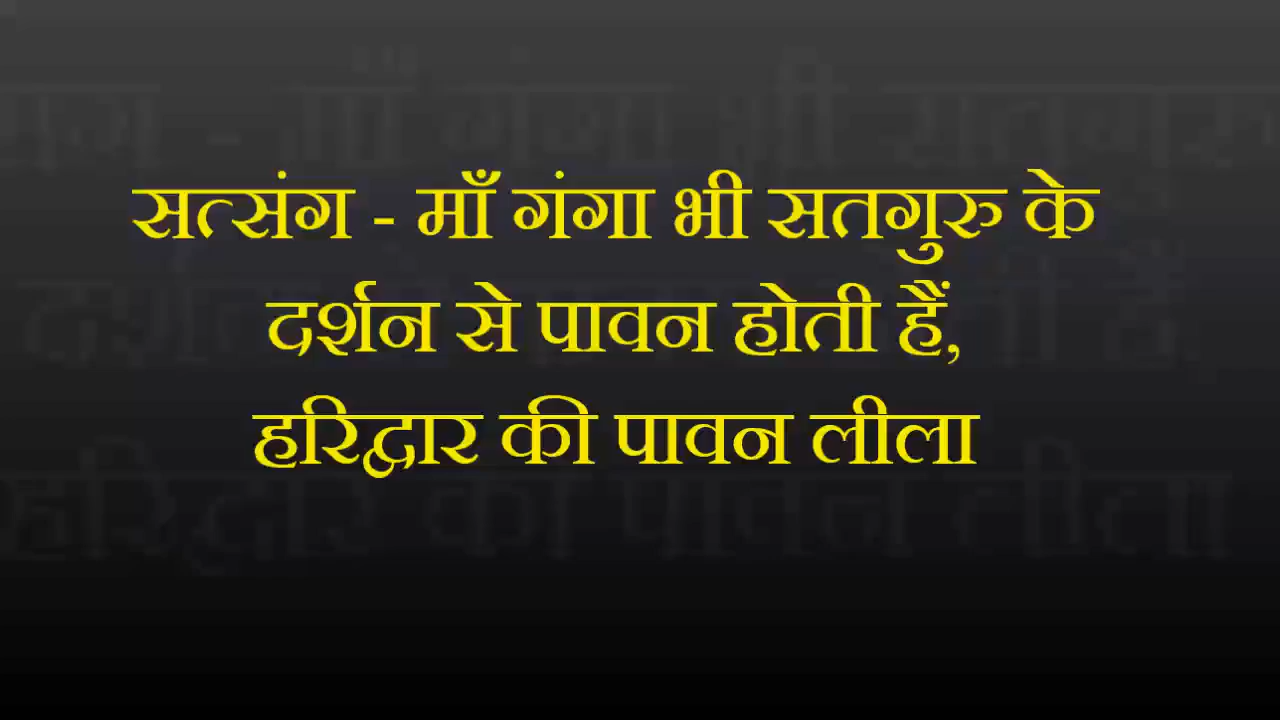 सत्संग - माँ गंगा भी सतगुरु के
दर्शन से पावन होती हैं,
हरिद्वार की पावन लीला